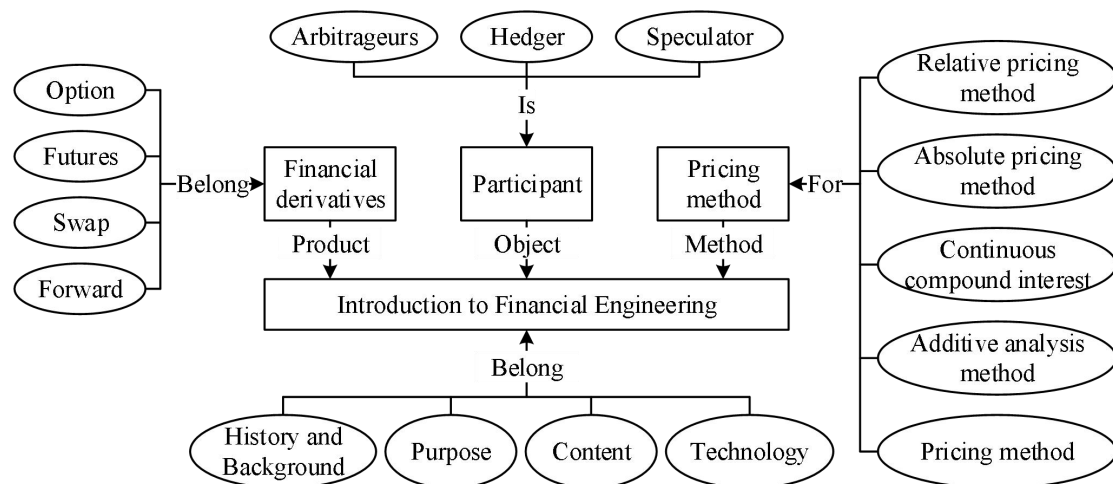 Arbitrageurs
Hedger
Speculator
Is
Option
Futures
Swap
Forward
Belong
Financial
derivatives
Participant
Pricing
method
For
Relative pricing
method
Absolute pricing
method
Continuous
compound interest
Additive analysis
method
Pricing method
Product
Object
Method
Introduction to Financial Engineering
Belong
History and
Background
Purpose
Content
Technology